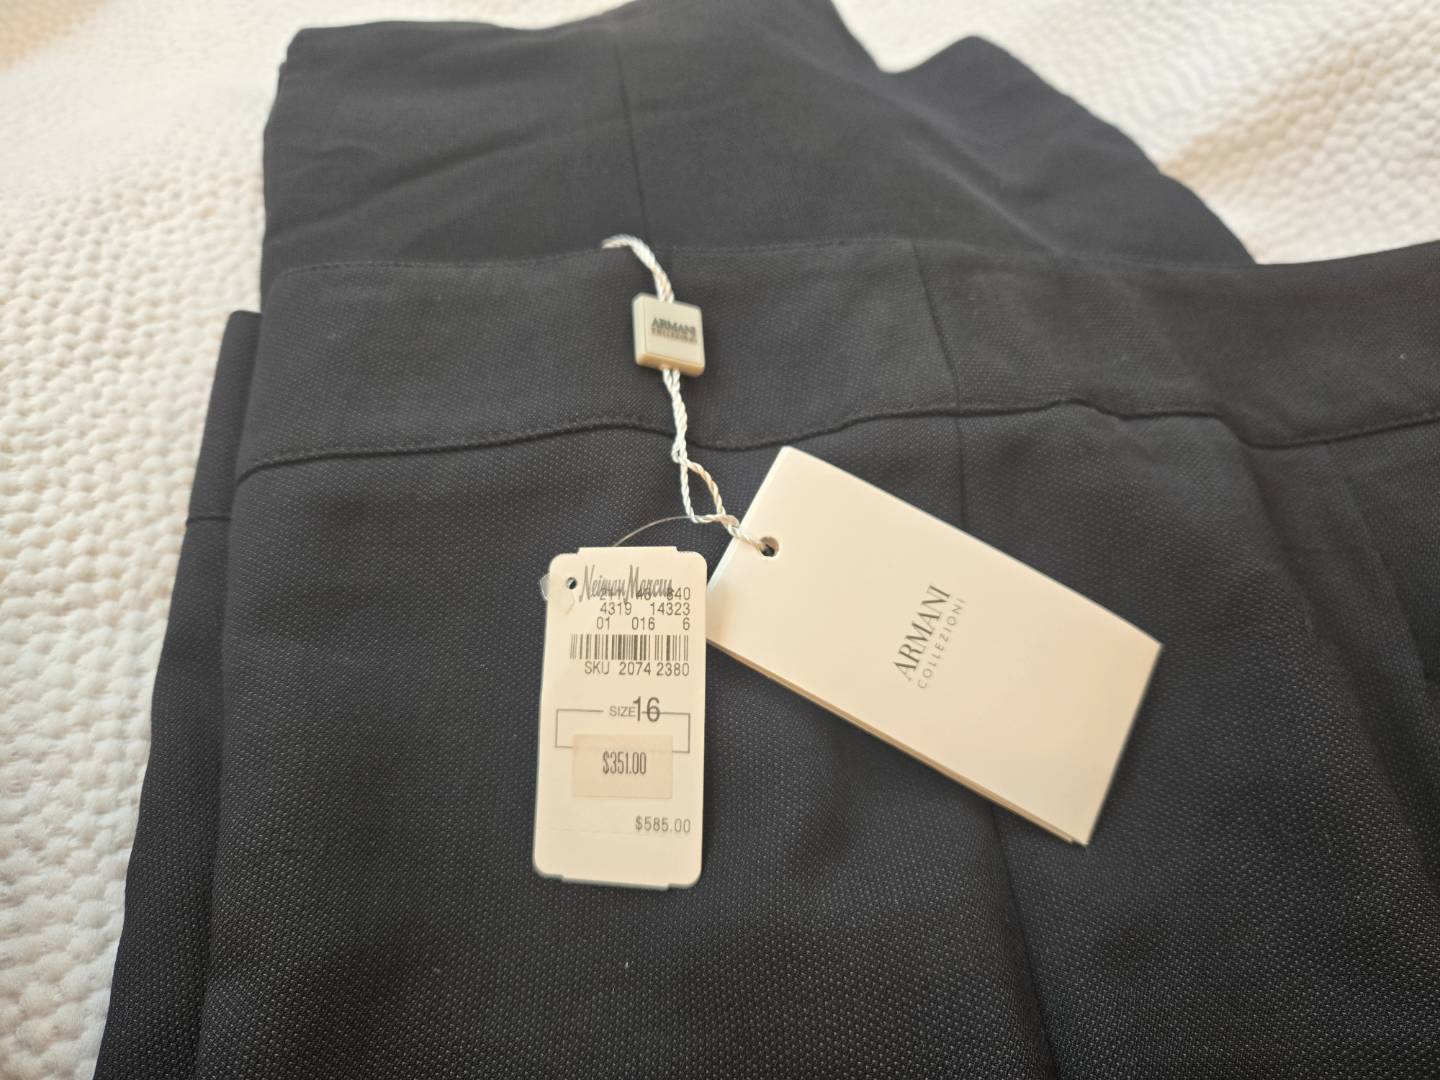 ARMANI
COLLEZIONI
Neiman Marcus
840
4319 14323
01 016 6
SKU 2074 2380
SIZE 16
$351.00
$585.00
ARMANI
COLLEZIONI